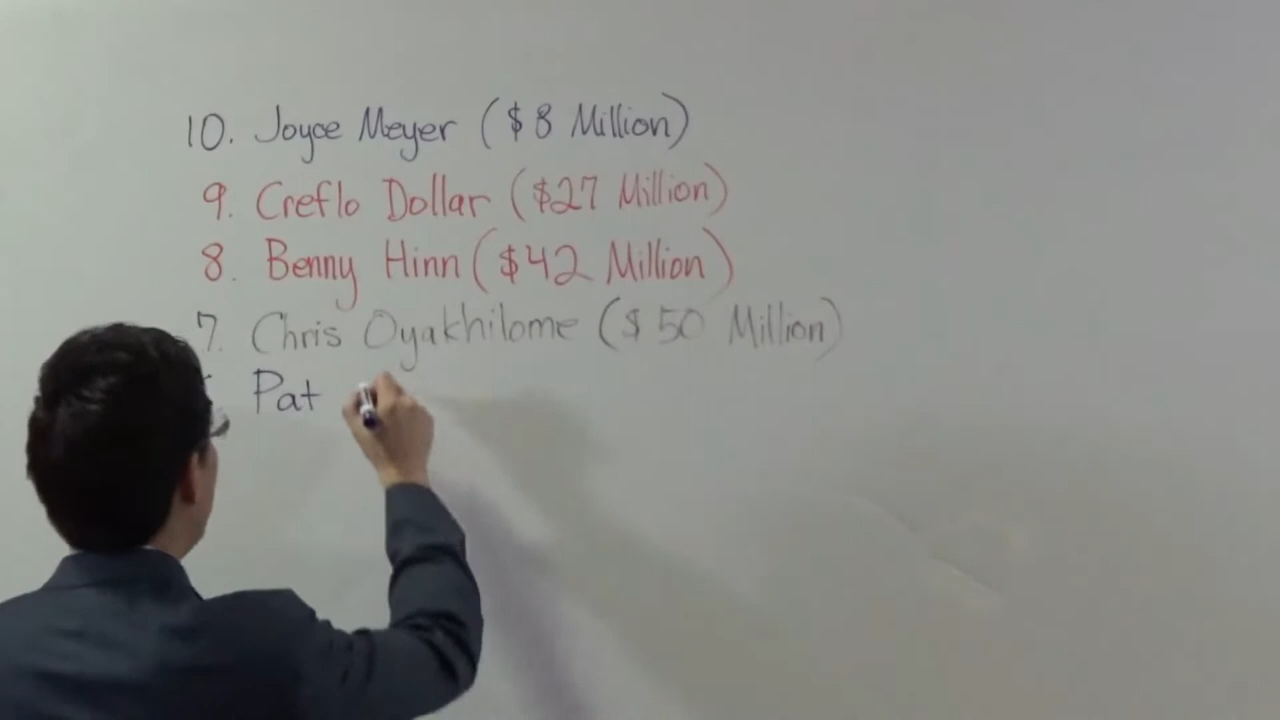 10. Joyce Meyer ($8 Million)
9. Creflo Dollar ($27 Million)
8. Benny Hinn ($42 Million)
7. Chris Oyakhilome ($50 Million)
Pat